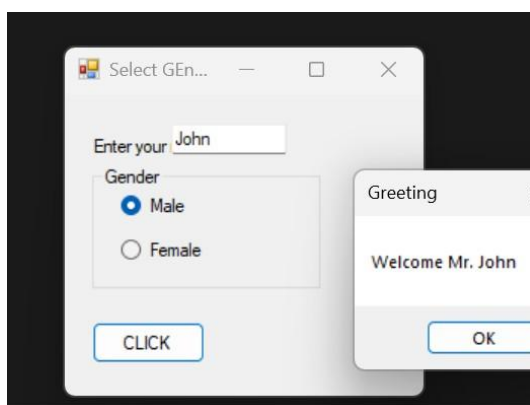 Select GEn...
Enter your
John
Gender
Male
Female
CLICK
Greeting
Welcome Mr. John
OK